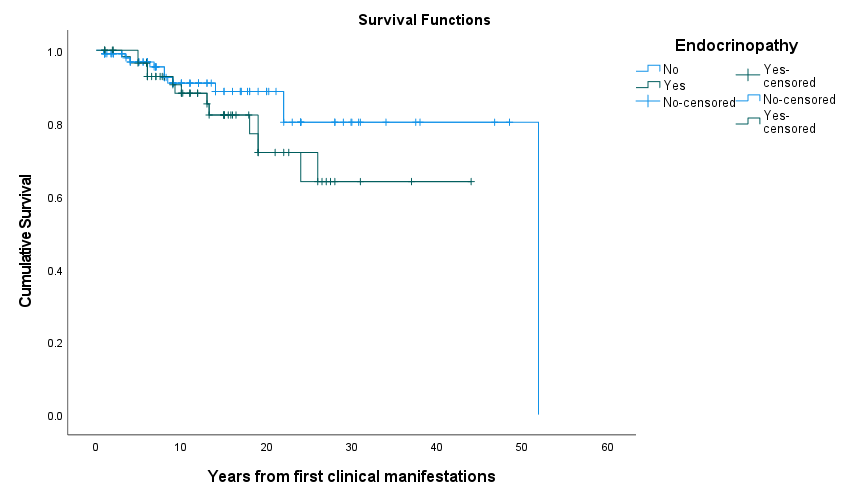 Survival Functions
Endocrinopathy
No
Yes
No-censored
Yes-
censored
No-censored
Yes-
censored
1.0
0.8
0.6
0.4
0.2
0.0
Cumulative Survival
0 10 20 30 40 50 60
Years from first clinical manifestations